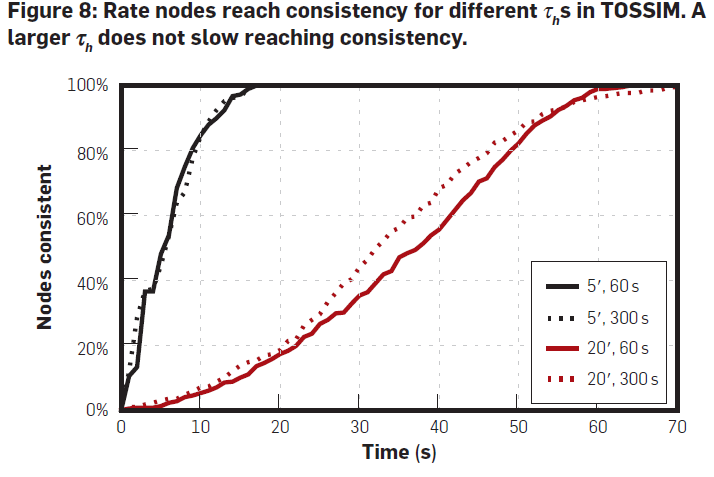 Figure 8: Rate nodes reach consistency for different τₕs in TOSSIM. A
larger τₕ does not slow reaching consistency.
100%
80%
60%
40%
20%
0%
Nodes consistent
5′, 60 s
5′, 300 s
20′, 60 s
20′, 300 s
0 10 20 30 40 50 60 70
Time (s)